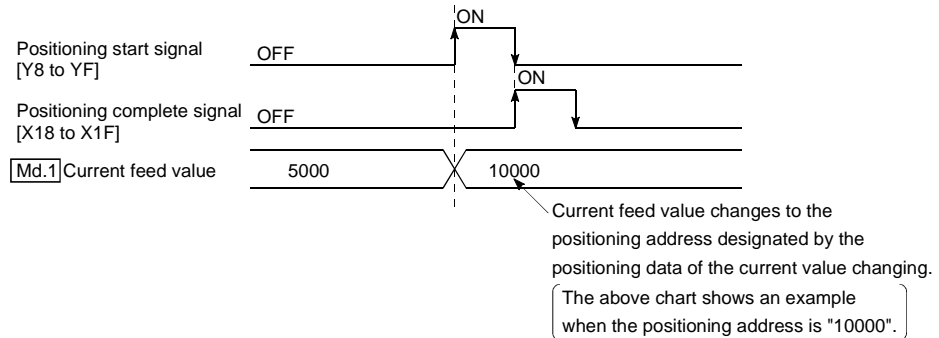 ON
Positioning start signal
[Y8 to YF]
OFF
ON
Positioning complete signal
[X18 to X1F]
OFF
Md.1 Current feed value
5000
10000
Current feed value changes to the
positioning address designated by the
positioning data of the current value changing.
The above chart shows an example
when the positioning address is "10000".